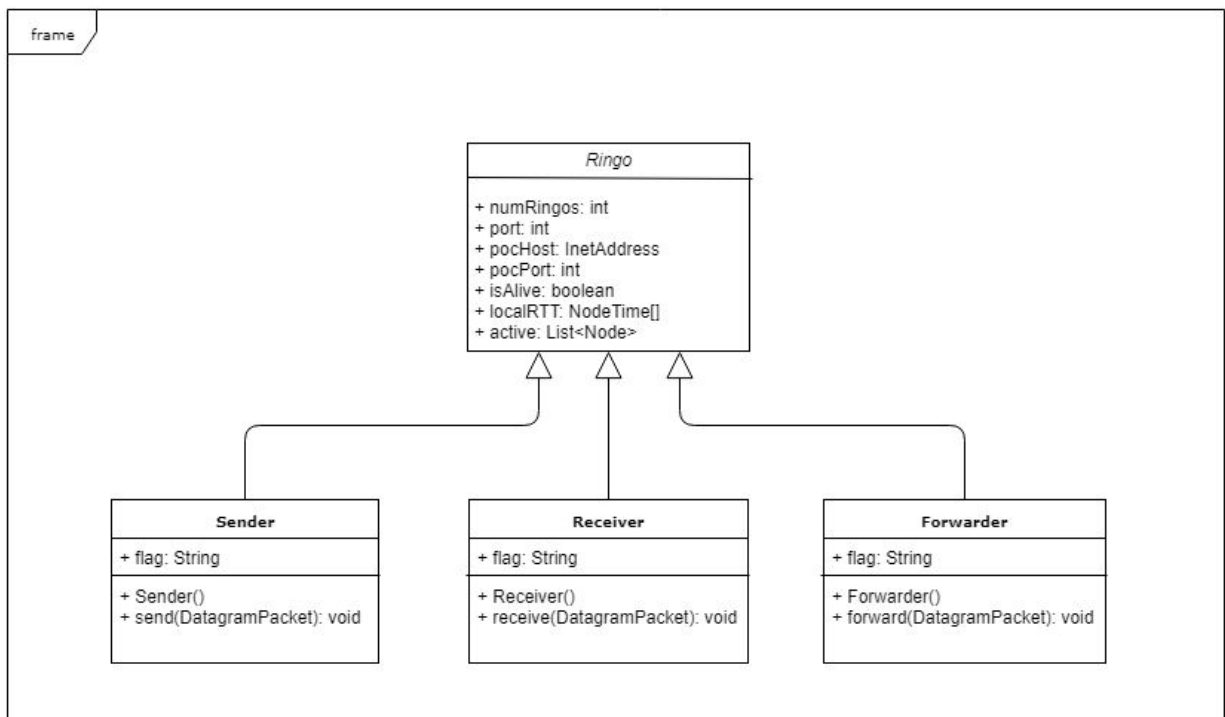 frame
Ringo
+ numRingos: int
+ port: int
+ pocHost: InetAddress
+ pocPort: int
+ isAlive: boolean
+ localRTT: NodeTime[]
+ active: List<Node>
Sender
+ flag: String
+ Sender()
+ send(DatagramPacket): void
Receiver
+ flag: String
+ Receiver()
+ receive(DatagramPacket): void
Forwarder
+ flag: String
+ Forwarder()
+ forward(DatagramPacket): void